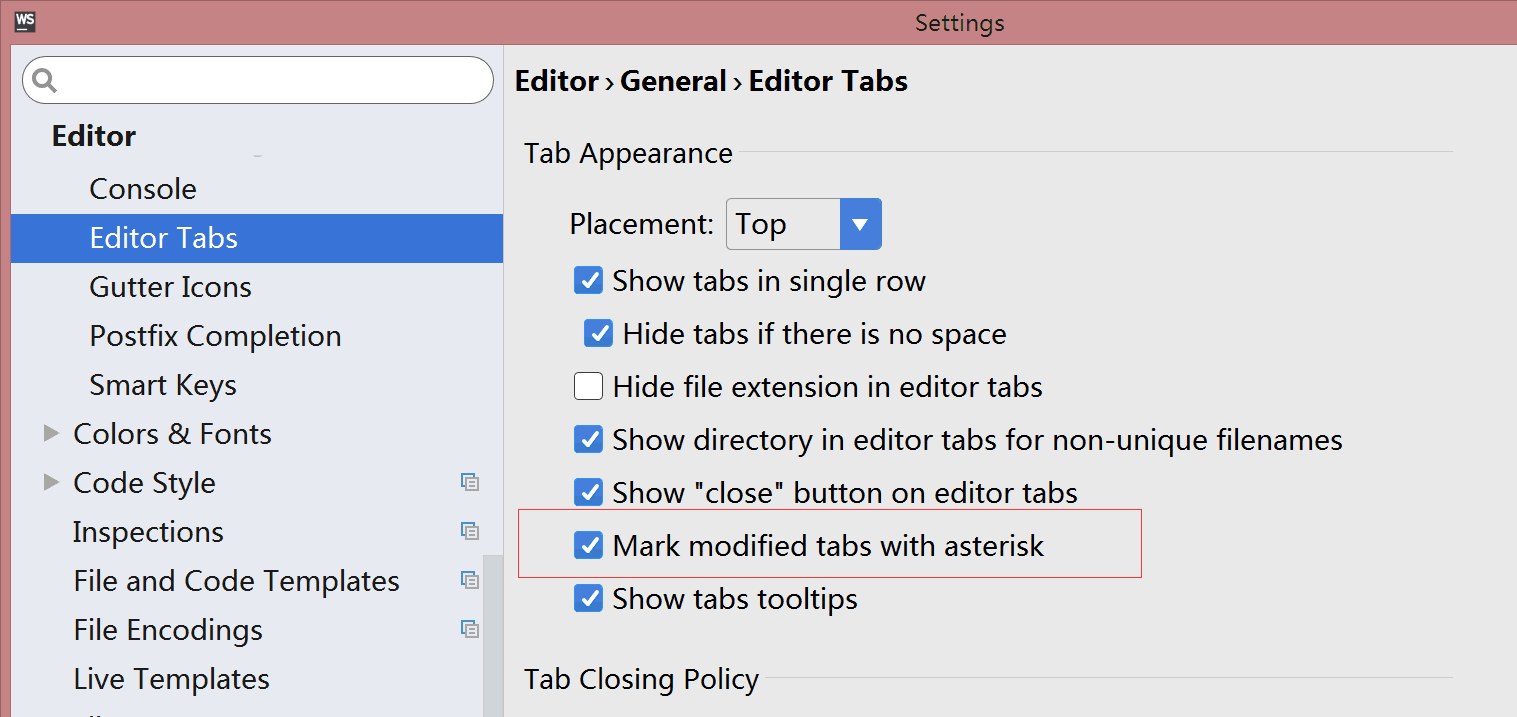 WS
Settings
Editor
Console
Editor Tabs
Gutter Icons
Postfix Completion
Smart Keys
Colors & Fonts
Code Style
Inspections
File and Code Templates
File Encodings
Live Templates
Editor › General › Editor Tabs
Tab Appearance
Placement: Top
Show tabs in single row
Hide tabs if there is no space
Hide file extension in editor tabs
Show directory in editor tabs for non-unique filenames
Show "close" button on editor tabs
Mark modified tabs with asterisk
Show tabs tooltips
Tab Closing Policy